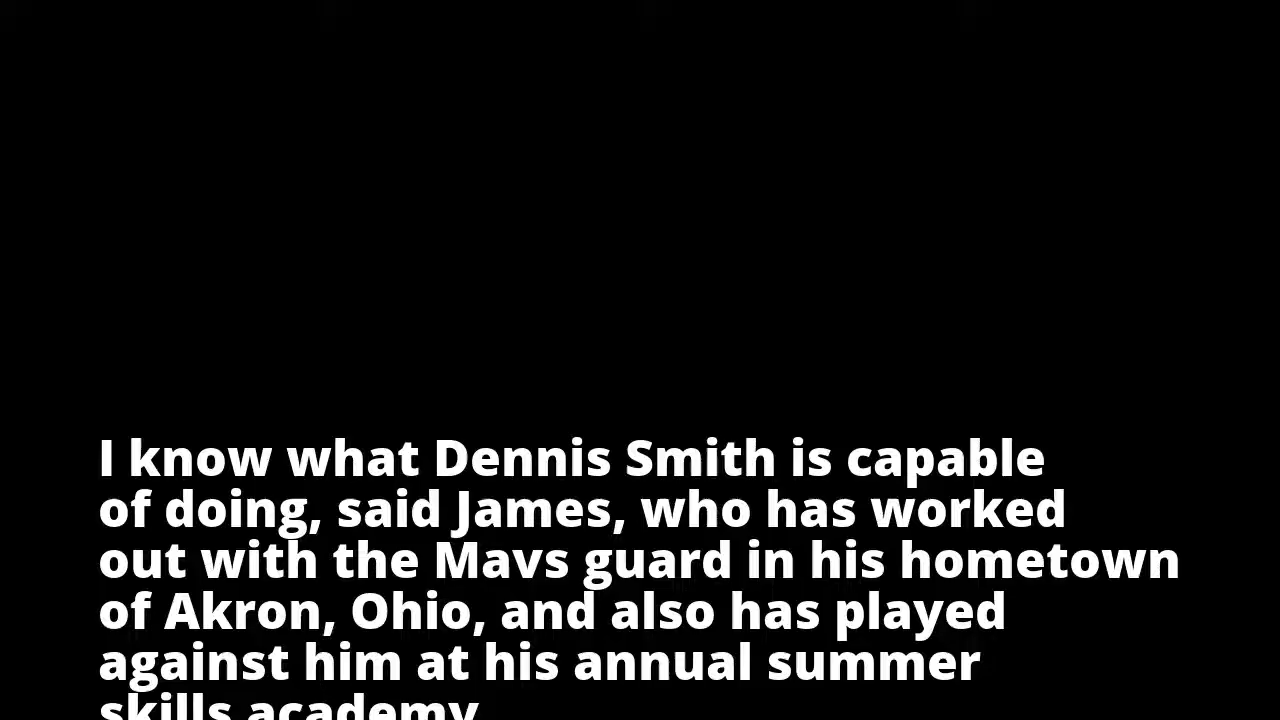 I know what Dennis Smith is capable
of doing, said James, who has worked
out with the Mavs guard in his hometown
of Akron, Ohio, and also has played
against him at his annual summer
skills academy